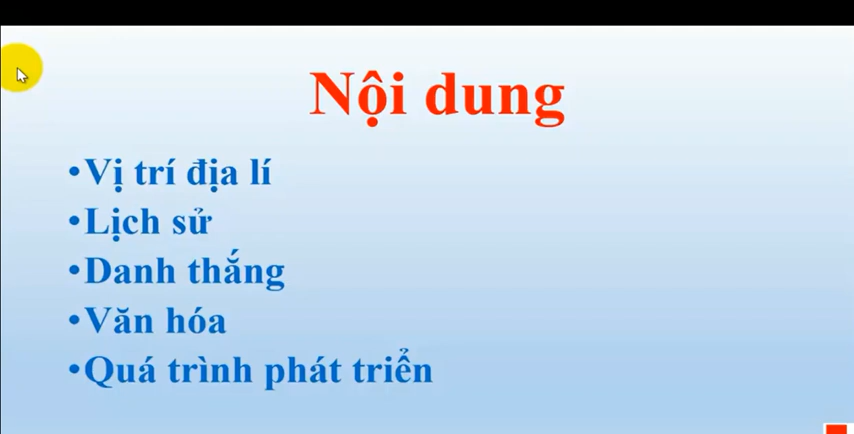 Nội dung
•Vị trí địa lí
•Lịch sử
•Danh thắng
•Văn hóa
•Quá trình phát triển